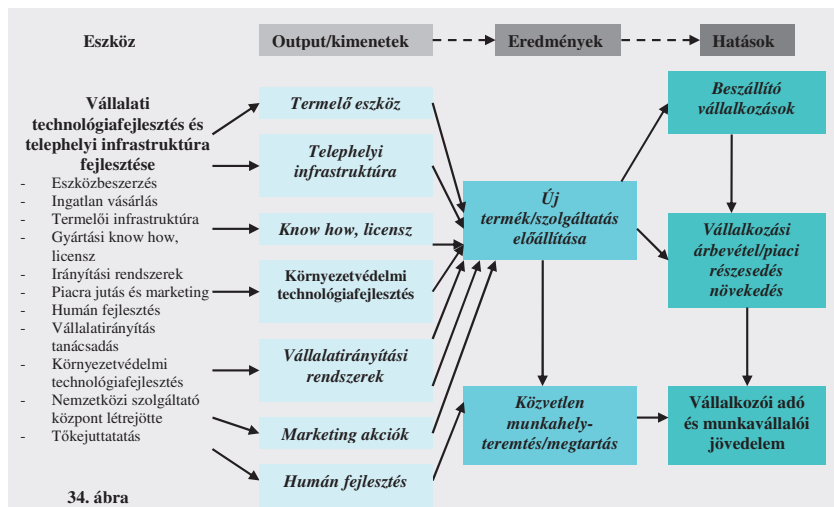 Eszköz
Output/kimenetek
Eredmények
Hatások
Vállalati
technológiafejlesztés és
telephelyi infrastruktúra
fejlesztése
- Eszközbeszerzés
- Ingatlan vásárlás
- Termelői infrastruktúra
- Gyártási know how,
licensz
- Irányítási rendszerek
- Piacra jutás és marketing
- Humán fejlesztés
- Vállalatirányítás
tanácsadás
- Környezetvédelmi
technológiafejlesztés
- Nemzetközi szolgáltató
központ létrejötte
- Tőkejuttatatás
34. ábra
Termelő eszköz
Telephelyi
infrastruktúra
Know how, licensz
Környezetvédelmi
technológiafejlesztés
Vállalatirányítási
rendszerek
Marketing akciók
Humán fejlesztés
Új
termék/szolgáltatás
előállítása
Közvetlen
munkahely-
teremtés/megtartás
Beszállító
vállalkozások
Vállalkozási
árbevétel/piaci
részesedés
növekedés
Vállalkozói adó
és munkavállalói
jövedelem